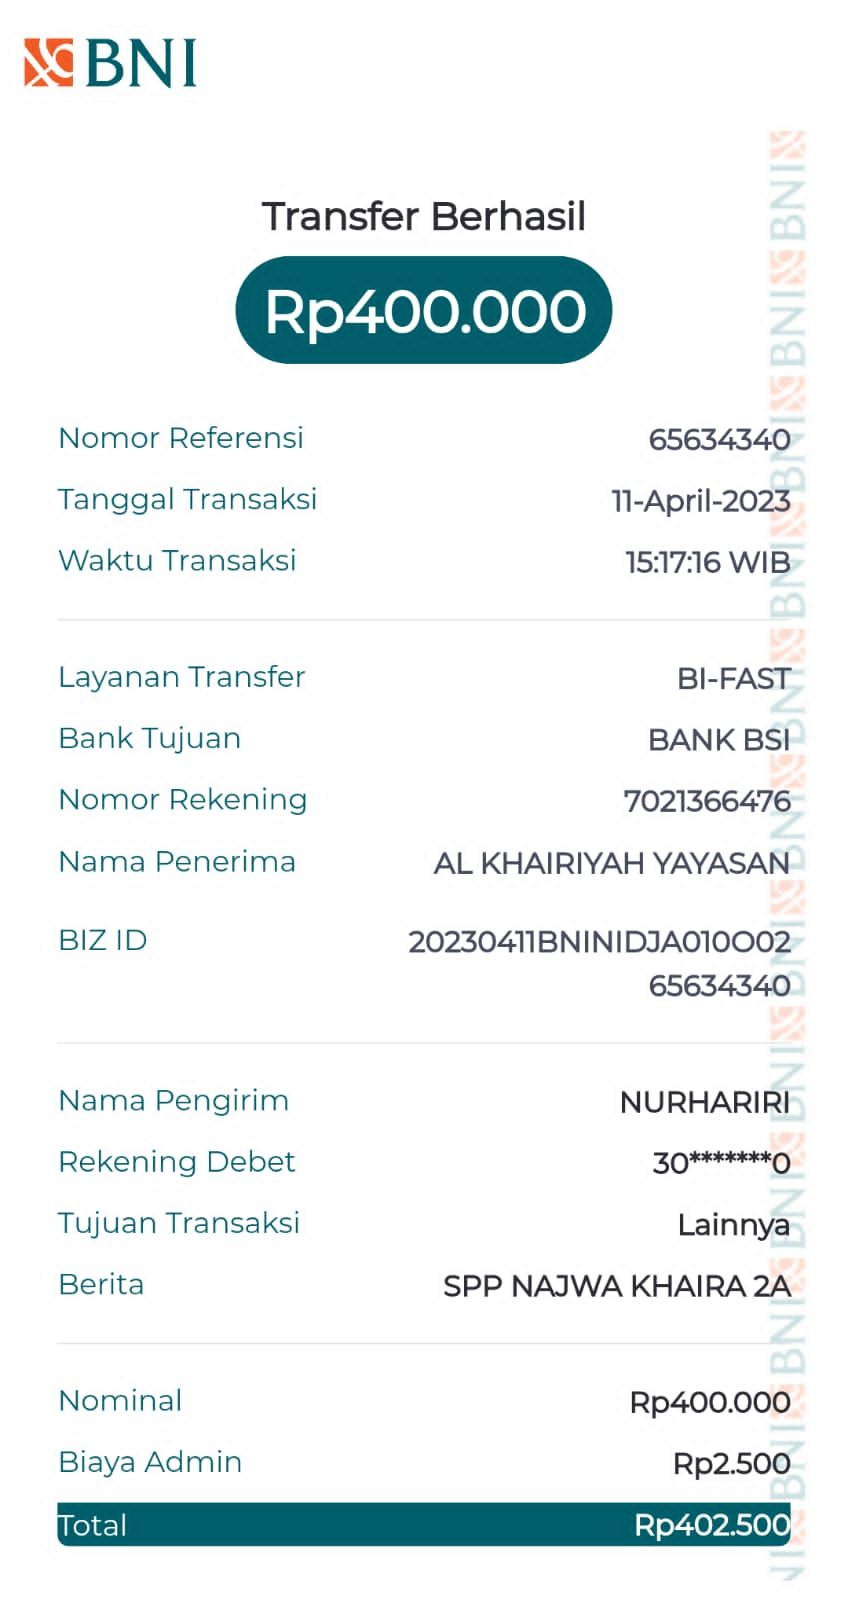 BNI
Transfer Berhasil
Rp400.000
Nomor Referensi 65634340
Tanggal Transaksi 11-April-2023
Waktu Transaksi 15:17:16 WIB
Layanan Transfer BI-FAST
Bank Tujuan BANK BSI
Nomor Rekening 7021366476
Nama Penerima AL KHAIRIYAH YAYASAN
BIZ ID 20230411BNINIDJA010O02
65634340
Nama Pengirim NURHARIRI
Rekening Debet 30*******0
Tujuan Transaksi Lainnya
Berita SPP NAJWA KHAIRA 2A
Nominal Rp400.000
Biaya Admin Rp2.500
Total Rp402.500
BNI BNI BNI BNI BNI BNI BNI BNI BNI BNI BNI